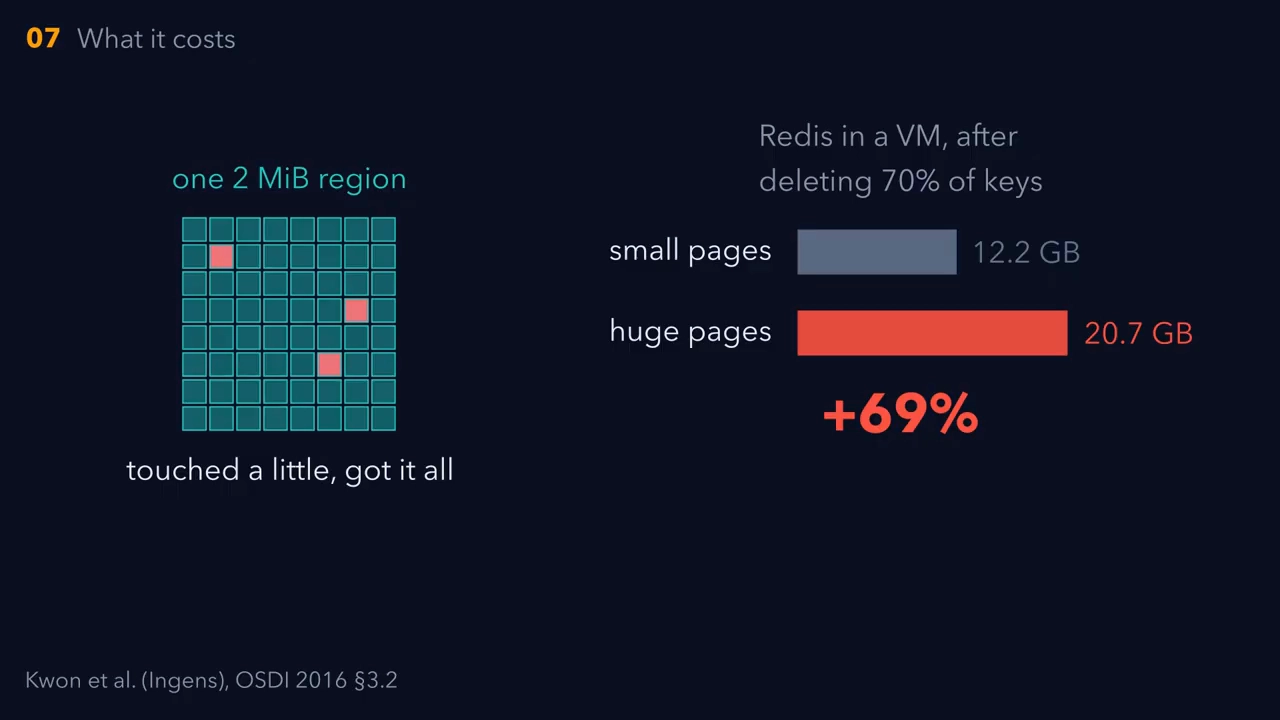 07 What it costs
one 2 MiB region
touched a little, got it all
Redis in a VM, after
deleting 70% of keys
small pages 12.2 GB
huge pages 20.7 GB
+69%
Kwon et al. (Ingens), OSDI 2016 §3.2